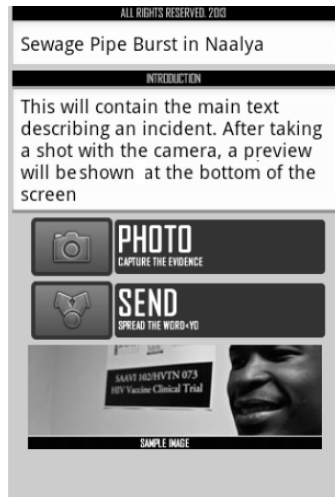 ALL RIGHTS RESERVED. 2013
Sewage Pipe Burst in Naalya
INTRODUCTION
This will contain the main text
describing an incident. After taking
a shot with the camera, a preview
will be shown at the bottom of the
screen
PHOTO
CAPTURE THE EVIDENCE
SEND
SPREAD THE WORD<YO
SAAVI 102/HVTN 073
HIV Vaccine Clinical Trial
SAMPLE IMAGE